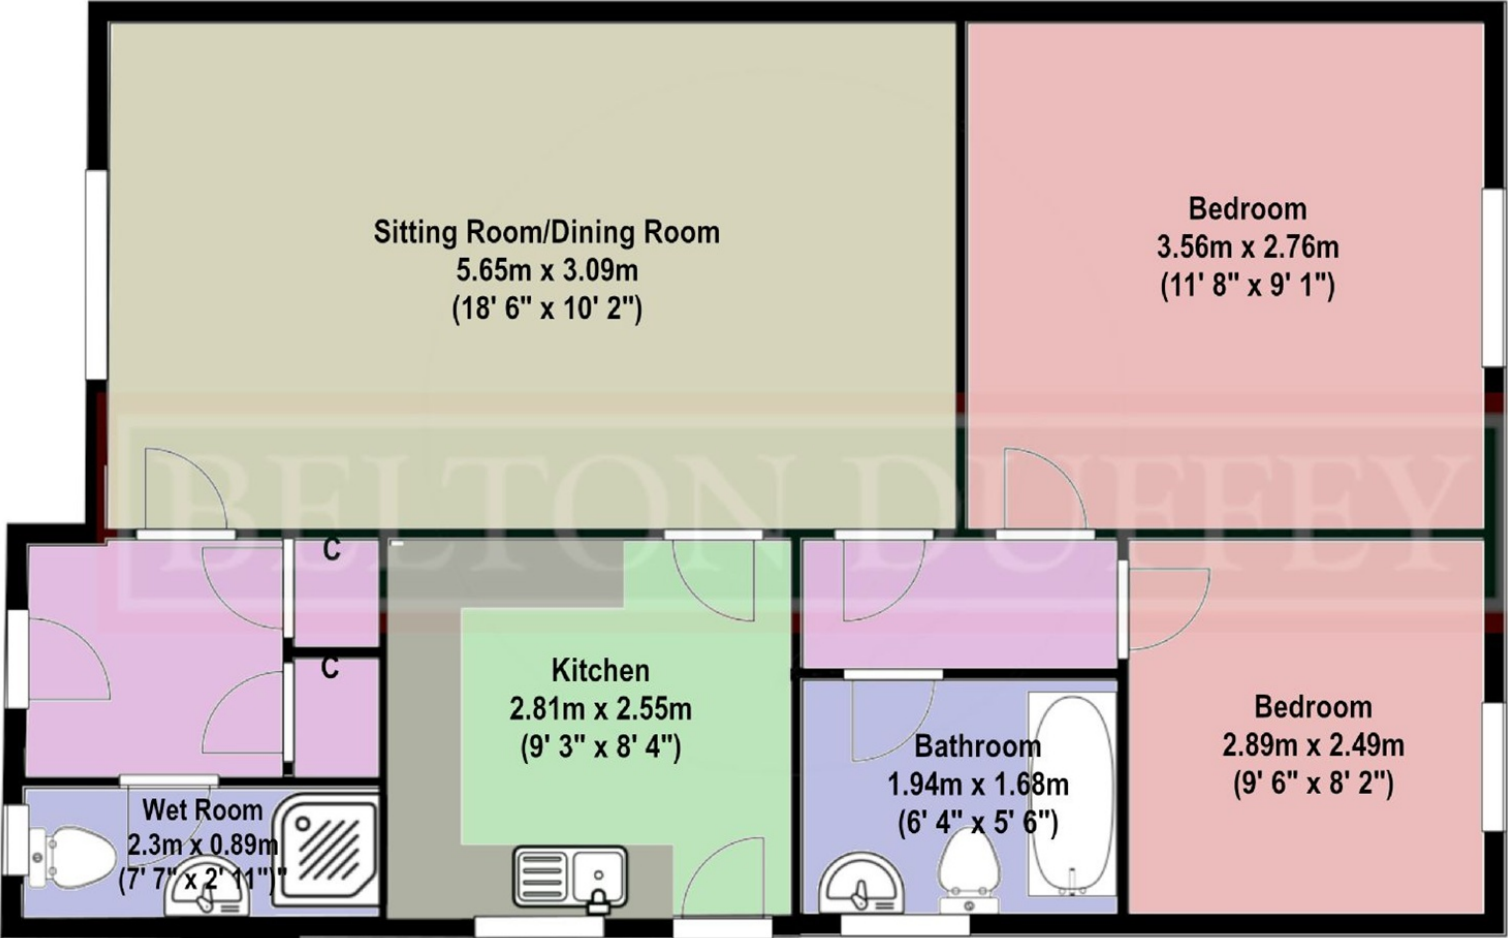 Sitting Room/Dining Room
5.65m x 3.09m
(18' 6" x 10' 2")
Bedroom
3.56m x 2.76m
(11' 8" x 9' 1")
BELTON DUFFEY
C
C
Kitchen
2.81m x 2.55m
(9' 3" x 8' 4")
Bedroom
2.89m x 2.49m
(9' 6" x 8' 2")
Bathroom
1.94m x 1.68m
(6' 4" x 5' 6")
Wet Room
2.3m x 0.89m
(7' 7" x 2' 11")"